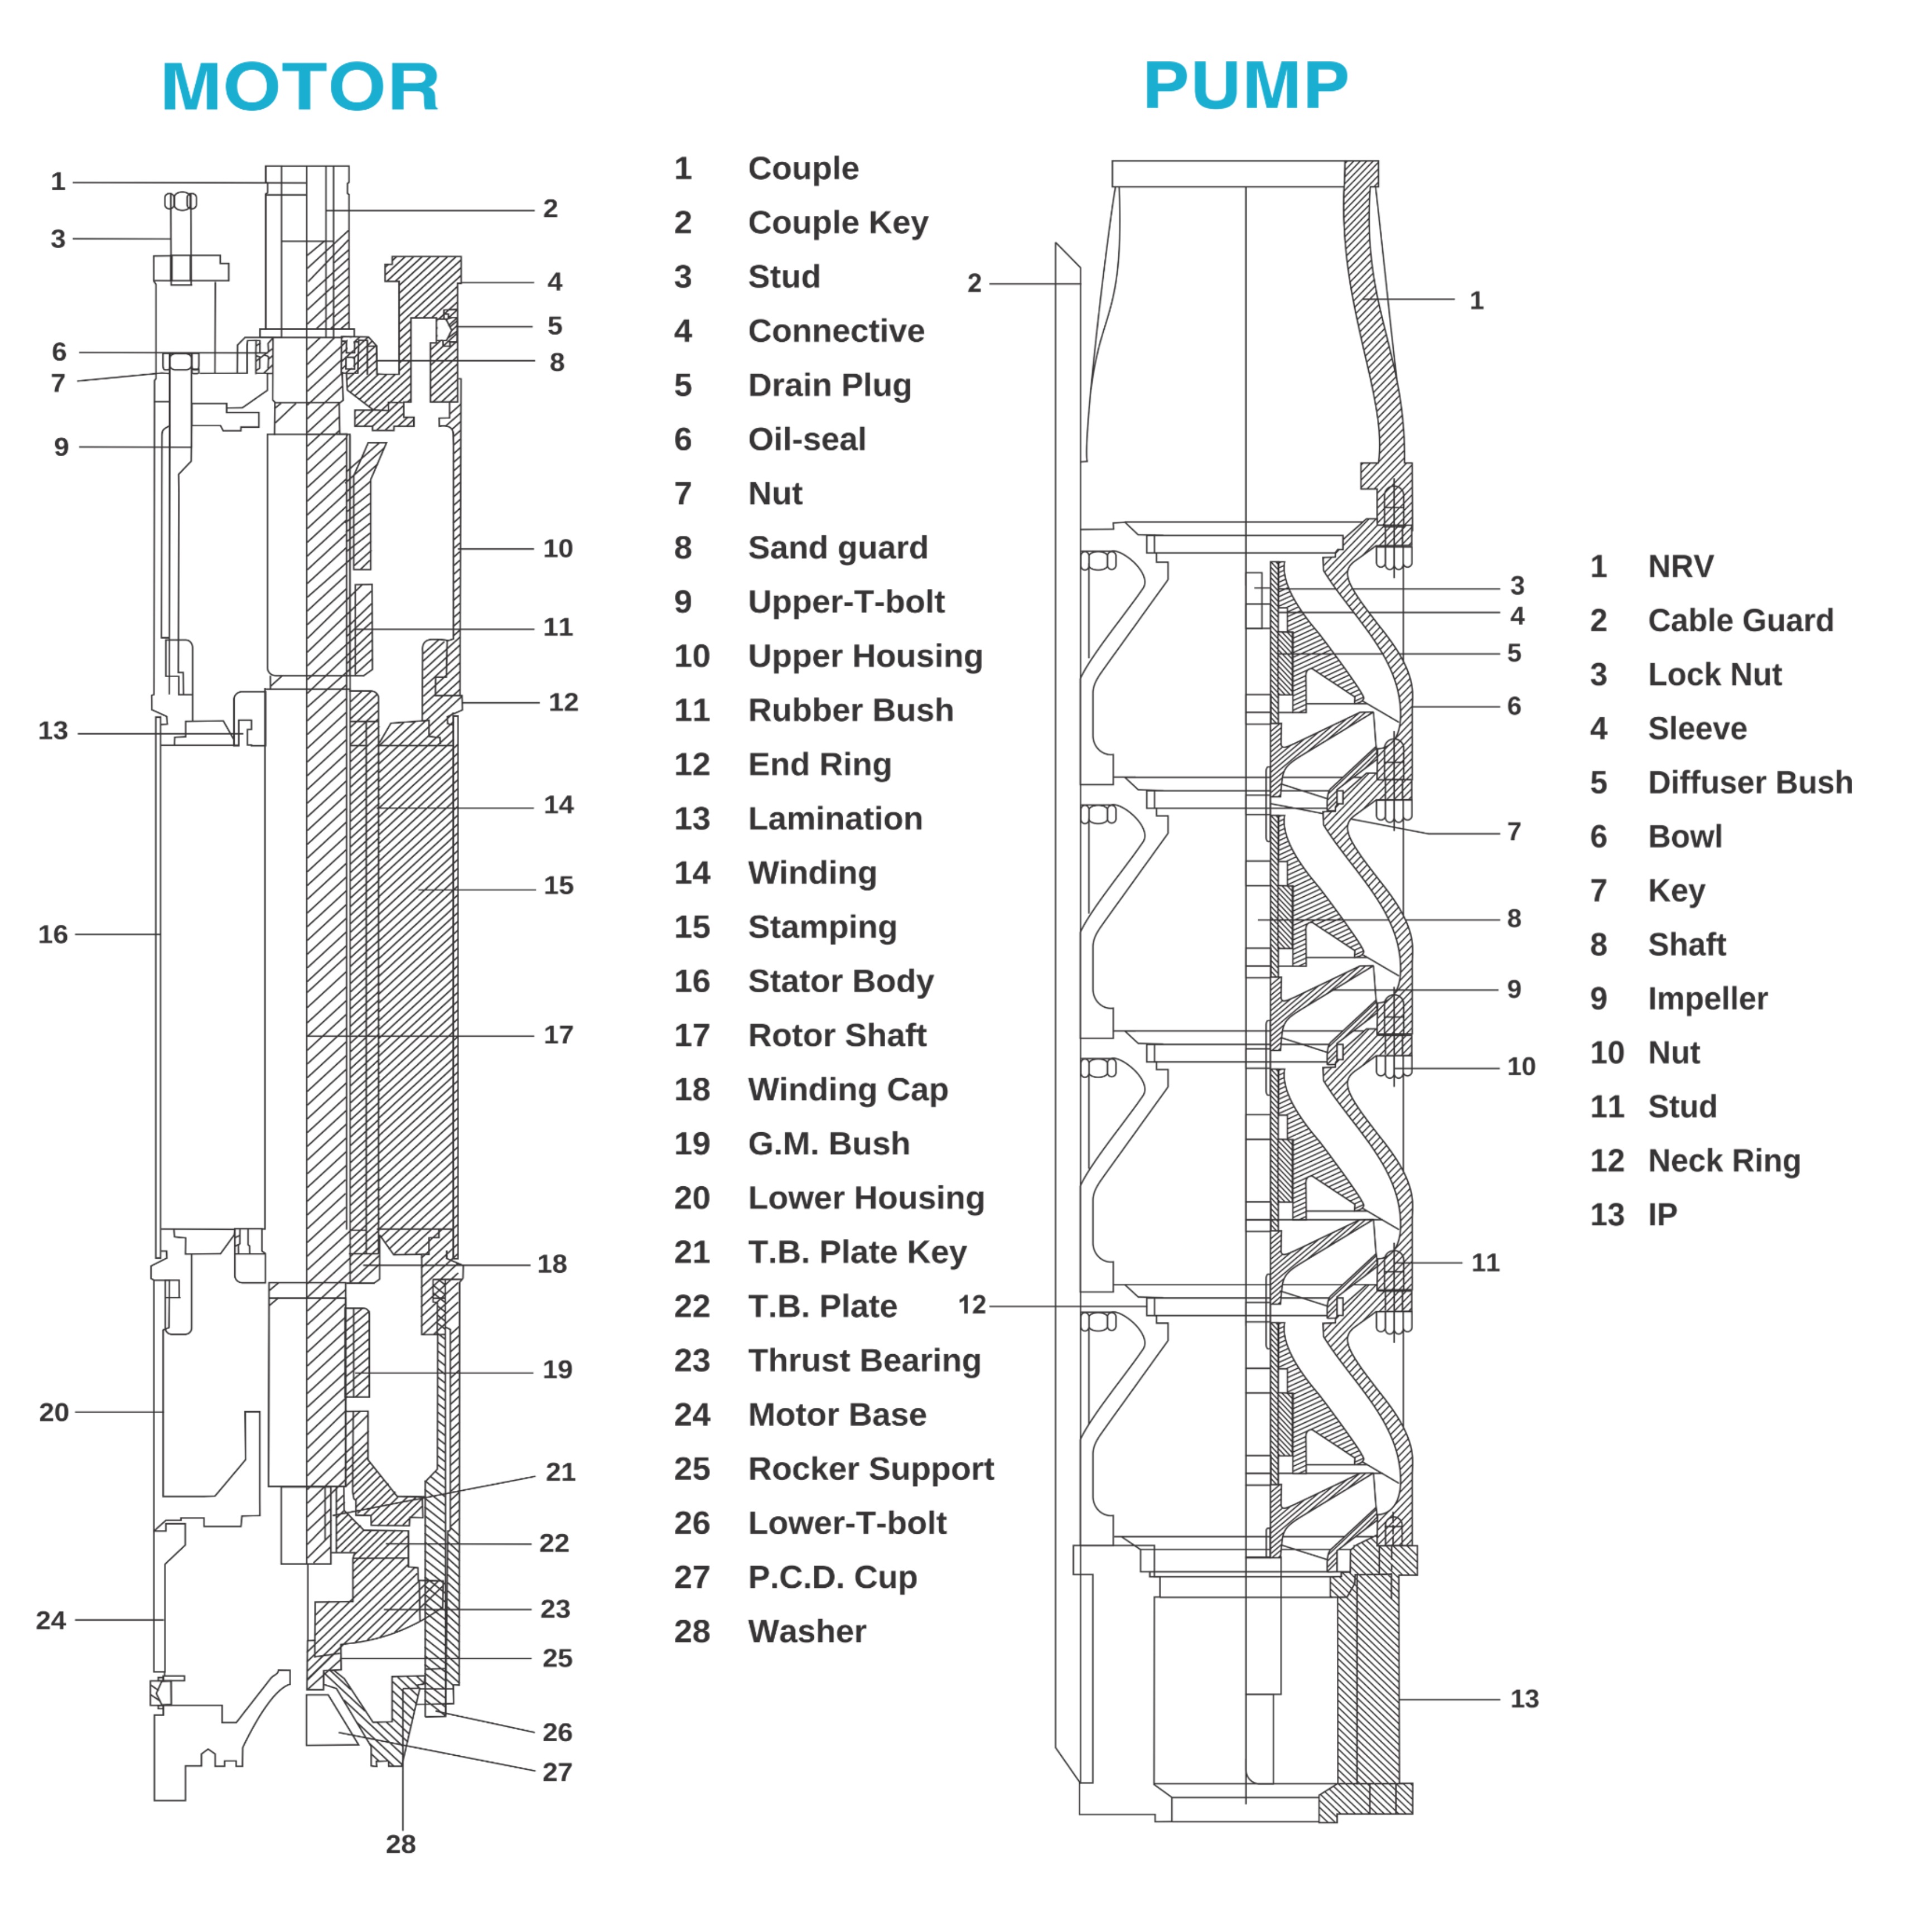 MOTOR
1
2
3
4
5
6
7
8
9
10
11
12
13
14
15
16
17
18
19
20
21
22
23
24
25
26
27
28
1 Couple
2 Couple Key
3 Stud
4 Connective
5 Drain Plug
6 Oil-seal
7 Nut
8 Sand guard
9 Upper-T-bolt
10 Upper Housing
11 Rubber Bush
12 End Ring
13 Lamination
14 Winding
15 Stamping
16 Stator Body
17 Rotor Shaft
18 Winding Cap
19 G.M. Bush
20 Lower Housing
21 T.B. Plate Key
22 T.B. Plate
23 Thrust Bearing
24 Motor Base
25 Rocker Support
26 Lower-T-bolt
27 P.C.D. Cup
28 Washer
PUMP
2
1
3
4
5
6
7
8
9
10
11
12
13
1 NRV
2 Cable Guard
3 Lock Nut
4 Sleeve
5 Diffuser Bush
6 Bowl
7 Key
8 Shaft
9 Impeller
10 Nut
11 Stud
12 Neck Ring
13 IP